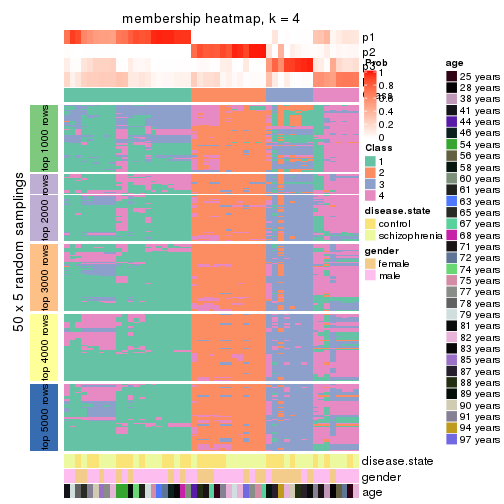 membership heatmap, k = 4
p1
p2
p3
Prob
1
0.8
0.6
0.4
0.2
0
Class
1
2
3
4
disease.state
control
schizophrenia
gender
female
male
age
25 years
28 years
38 years
41 years
44 years
46 years
54 years
56 years
58 years
60 years
61 years
63 years
65 years
67 years
68 years
71 years
72 years
74 years
75 years
77 years
78 years
79 years
81 years
82 years
83 years
85 years
87 years
88 years
89 years
90 years
91 years
94 years
97 years
50 x 5 random samplings
top 1000 rows
top 2000 rows
top 3000 rows
top 4000 rows
top 5000 rows
disease.state
gender
age